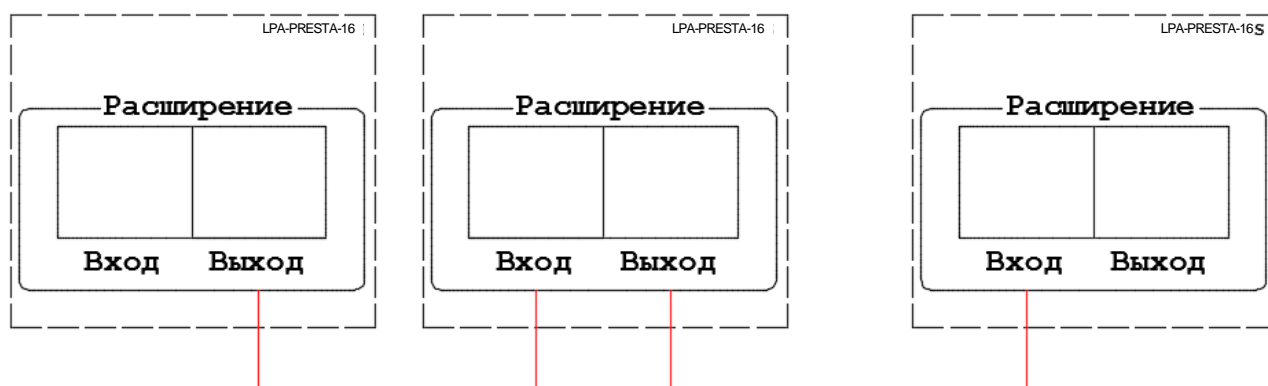 LPA-PRESTA-16
Расширение
Вход Выход
LPA-PRESTA-16
Расширение
Вход Выход
LPA-PRESTA-16S
Расширение
Вход Выход